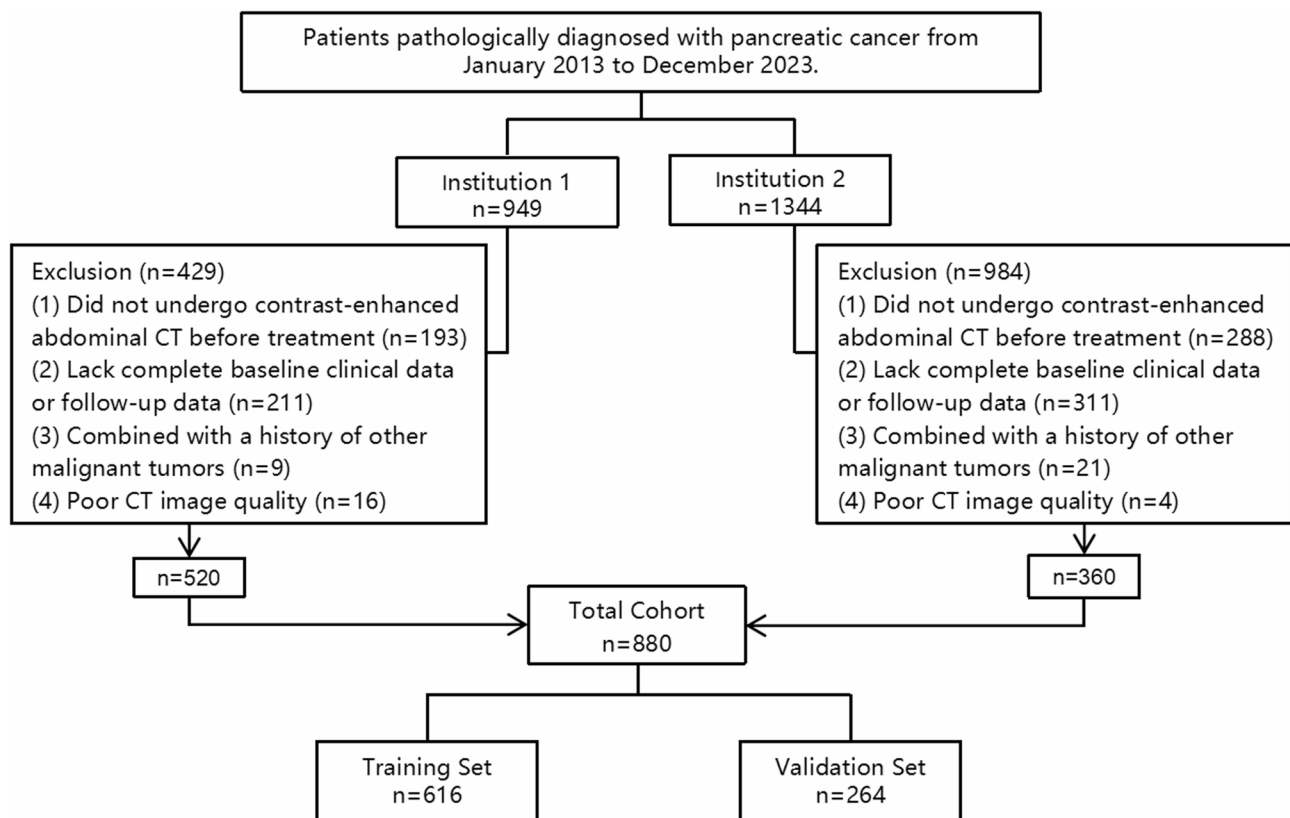 Patients pathologically diagnosed with pancreatic cancer from
January 2013 to December 2023.
Institution 1
n=949
Institution 2
n=1344
Exclusion (n=429)
(1) Did not undergo contrast-enhanced
abdominal CT before treatment (n=193)
(2) Lack complete baseline clinical data
or follow-up data (n=211)
(3) Combined with a history of other
malignant tumors (n=9)
(4) Poor CT image quality (n=16)
Exclusion (n=984)
(1) Did not undergo contrast-enhanced
abdominal CT before treatment (n=288)
(2) Lack complete baseline clinical data
or follow-up data (n=311)
(3) Combined with a history of other
malignant tumors (n=21)
(4) Poor CT image quality (n=4)
n=520
n=360
Total Cohort
n=880
Training Set
n=616
Validation Set
n=264